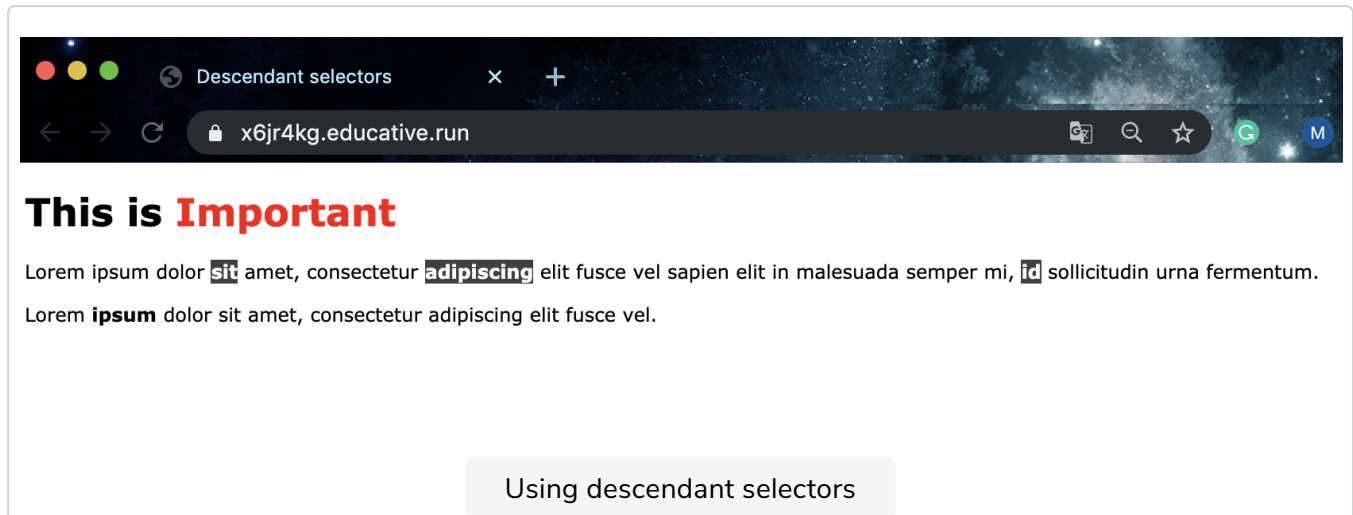 Descendant selectors
x6jr4kg.educative.run
G
M
This is Important
Lorem ipsum dolor sit amet, consectetur adipiscing elit fusce vel sapien elit in malesuada semper mi, id sollicitudin urna fermentum.
Lorem ipsum dolor sit amet, consectetur adipiscing elit fusce vel.
Using descendant selectors